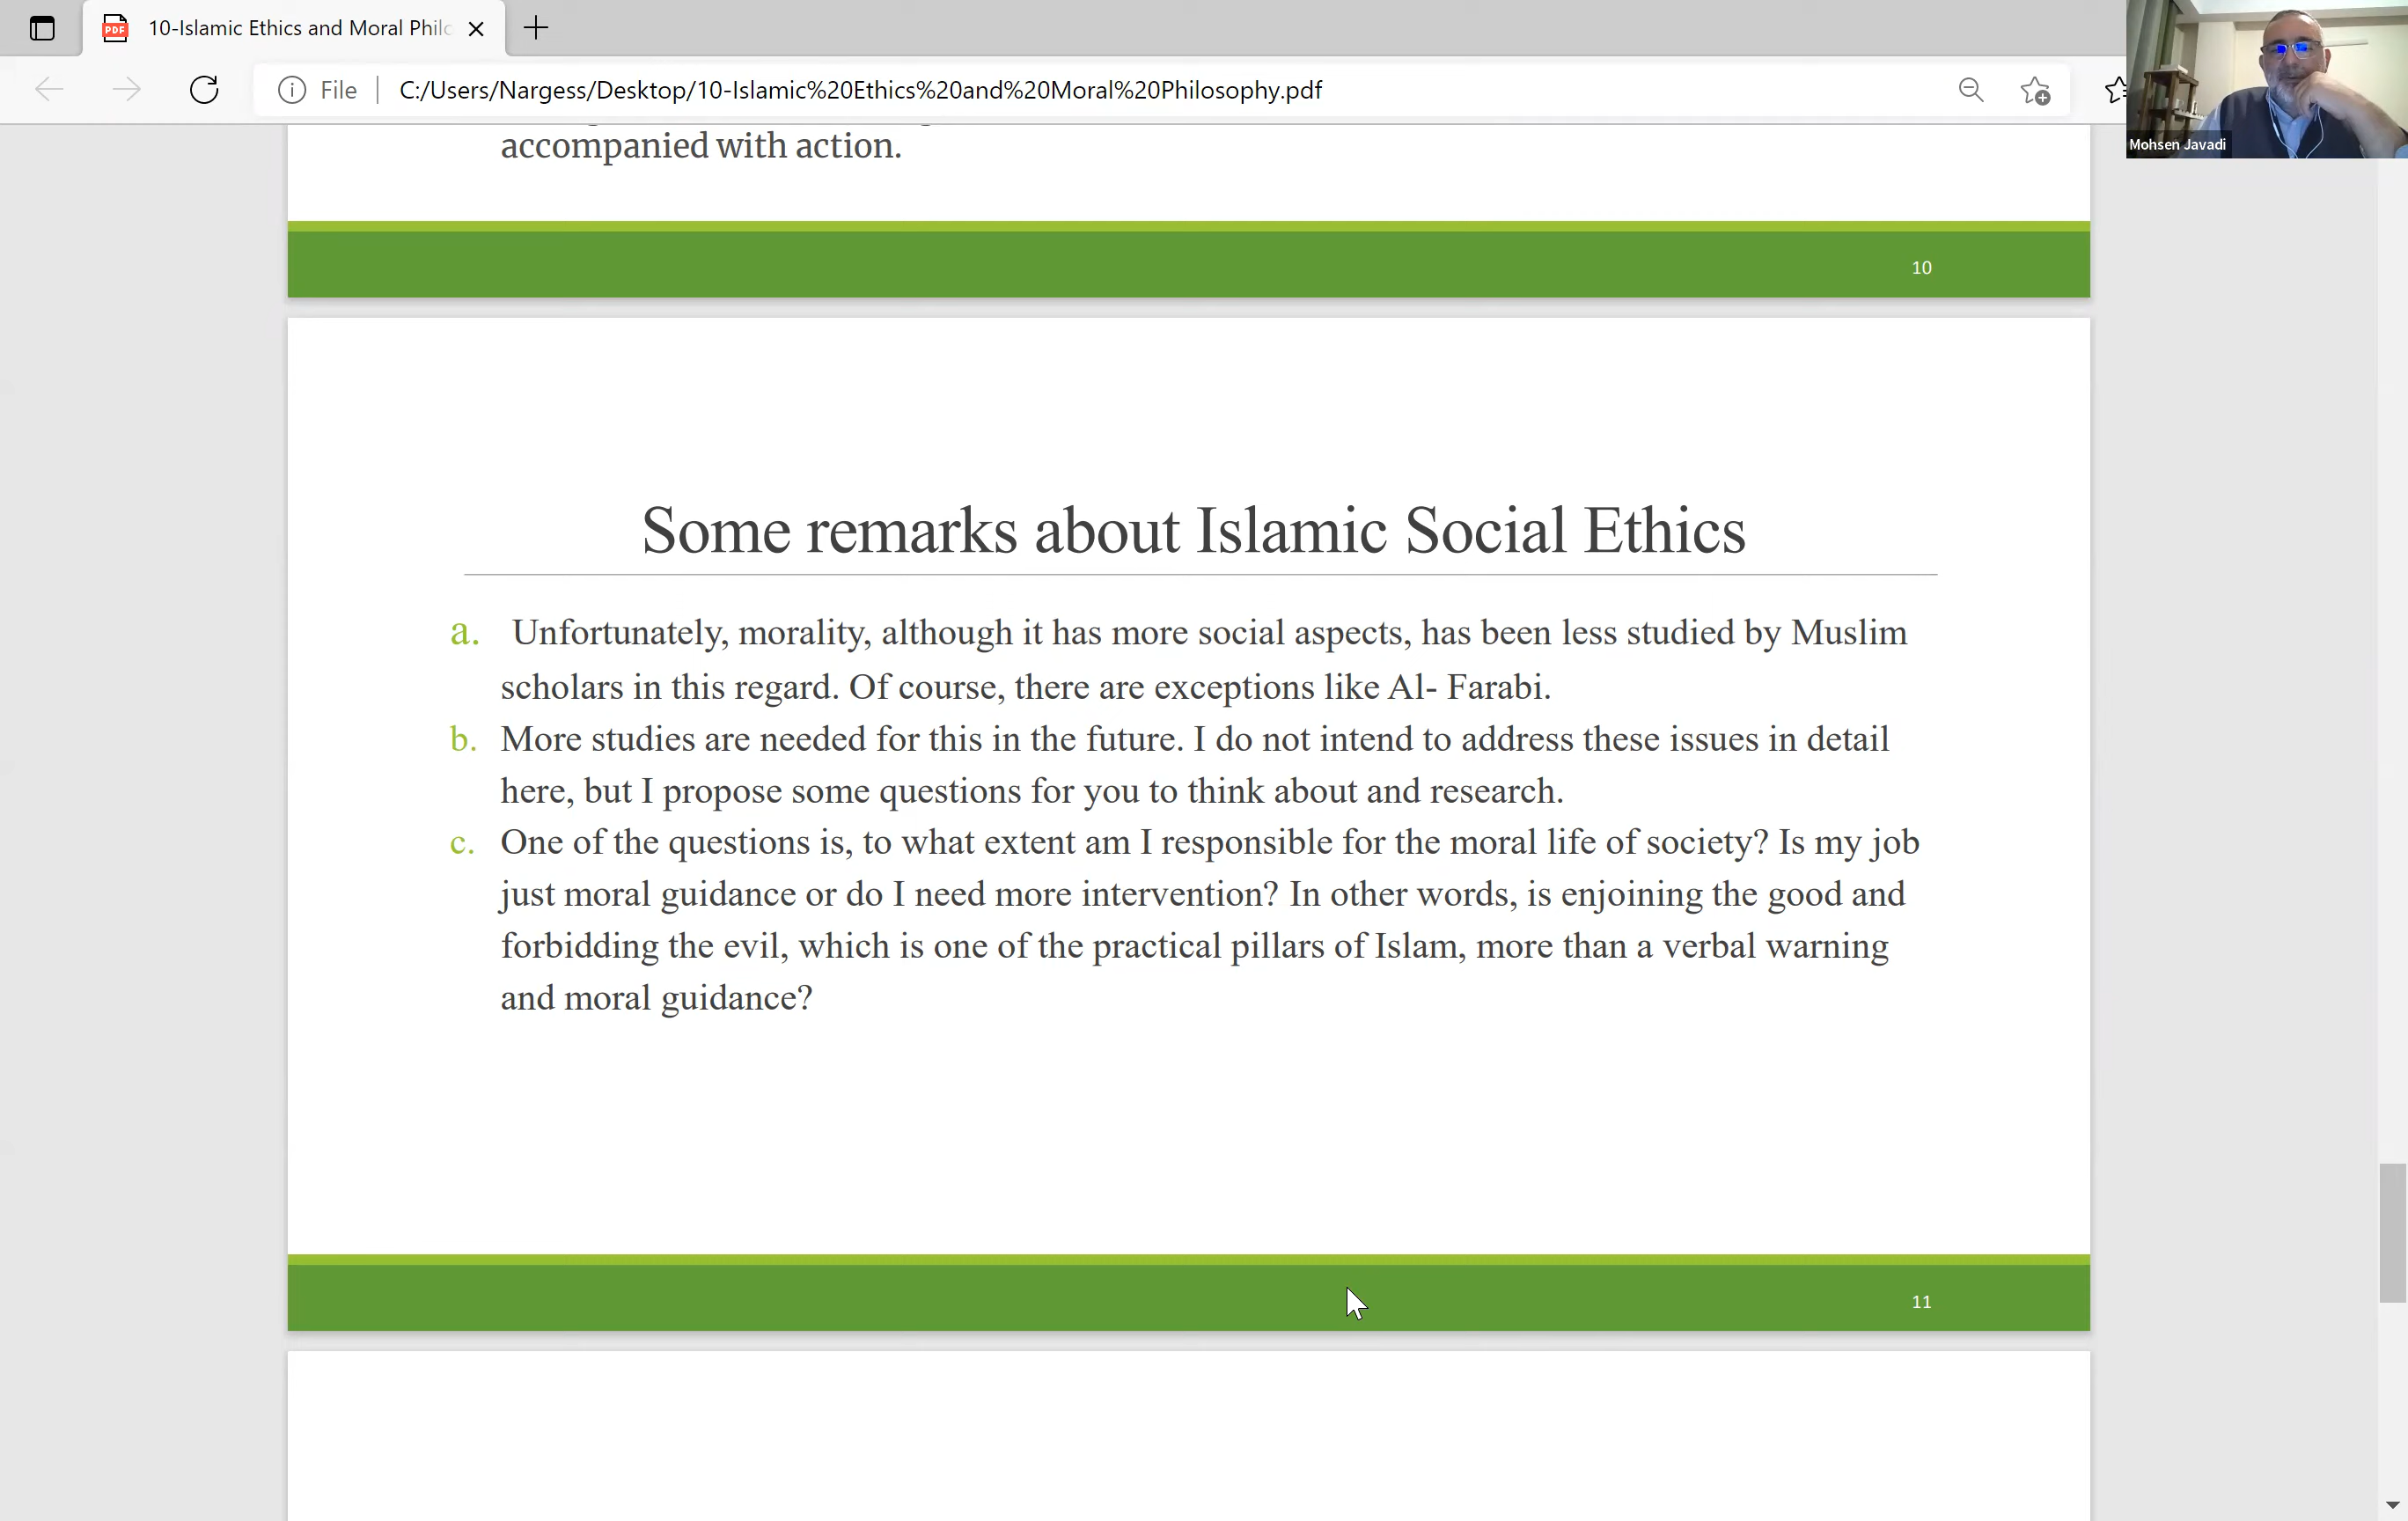 10-Islamic Ethics and Moral Philo
File
C:/Users/Nargess/Desktop/10-Islamic%20Ethics%20and%20Moral%20Philosophy.pdf
Mohsen Javadi
accompanied with action.
10
Some remarks about Islamic Social Ethics
a. Unfortunately, morality, although it has more social aspects, has been less studied by Muslim
scholars in this regard. Of course, there are exceptions like Al- Farabi.
b. More studies are needed for this in the future. I do not intend to address these issues in detail
here, but I propose some questions for you to think about and research.
c. One of the questions is, to what extent am I responsible for the moral life of society? Is my job
just moral guidance or do I need more intervention? In other words, is enjoining the good and
forbidding the evil, which is one of the practical pillars of Islam, more than a verbal warning
and moral guidance?
11